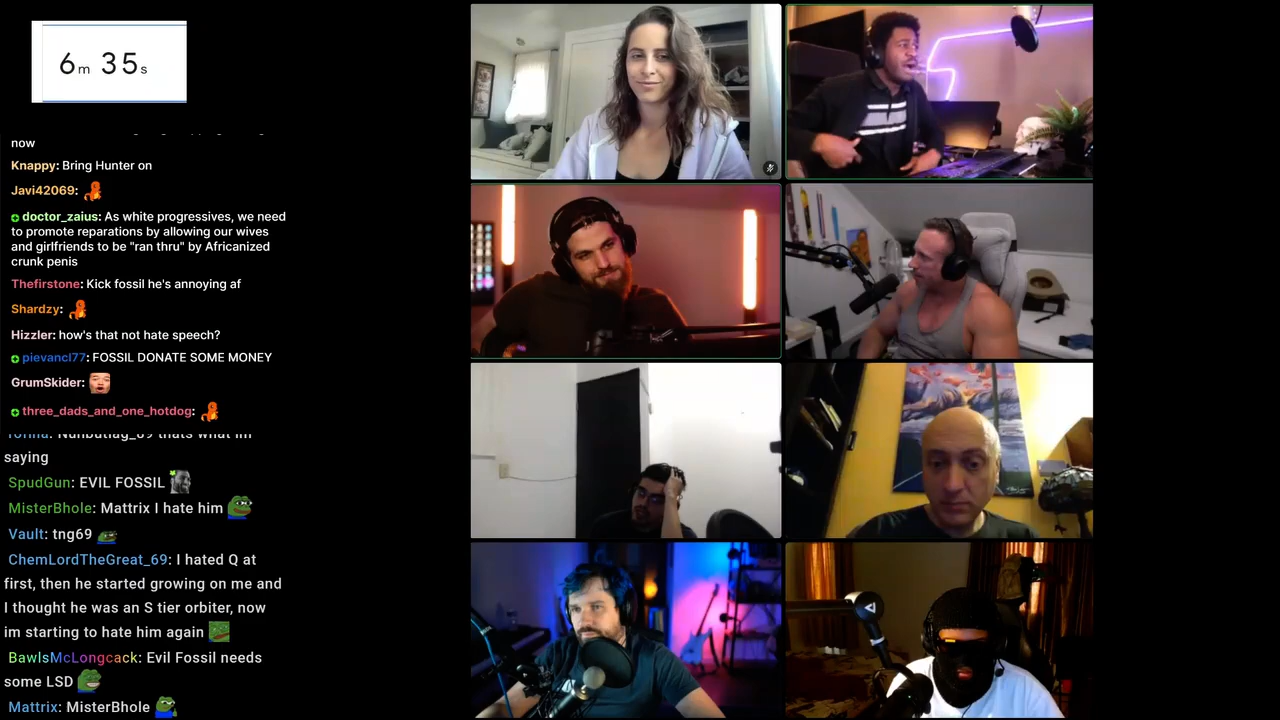 6m 35s
now
Knappy: Bring Hunter on
Javi42069:
doctor_zaius: As white progressives, we need
to promote reparations by allowing our wives
and girlfriends to be "ran thru" by Africanized
crunk penis
Thefirstone: Kick fossil he's annoying af
Shardzy:
Hizzler: how's that not hate speech?
pievancl77: FOSSIL DONATE SOME MONEY
GrumSkider:
three_dads_and_one_hotdog:
saying
SpudGun: EVIL FOSSIL
MisterBhole: Mattrix I hate him
Vault: tng69
ChemLordTheGreat_69: I hated Q at
first, then he started growing on me and
I thought he was an S tier orbiter, now
im starting to hate him again
BawlsMcLongcack: Evil Fossil needs
some LSD
Mattrix: MisterBhole